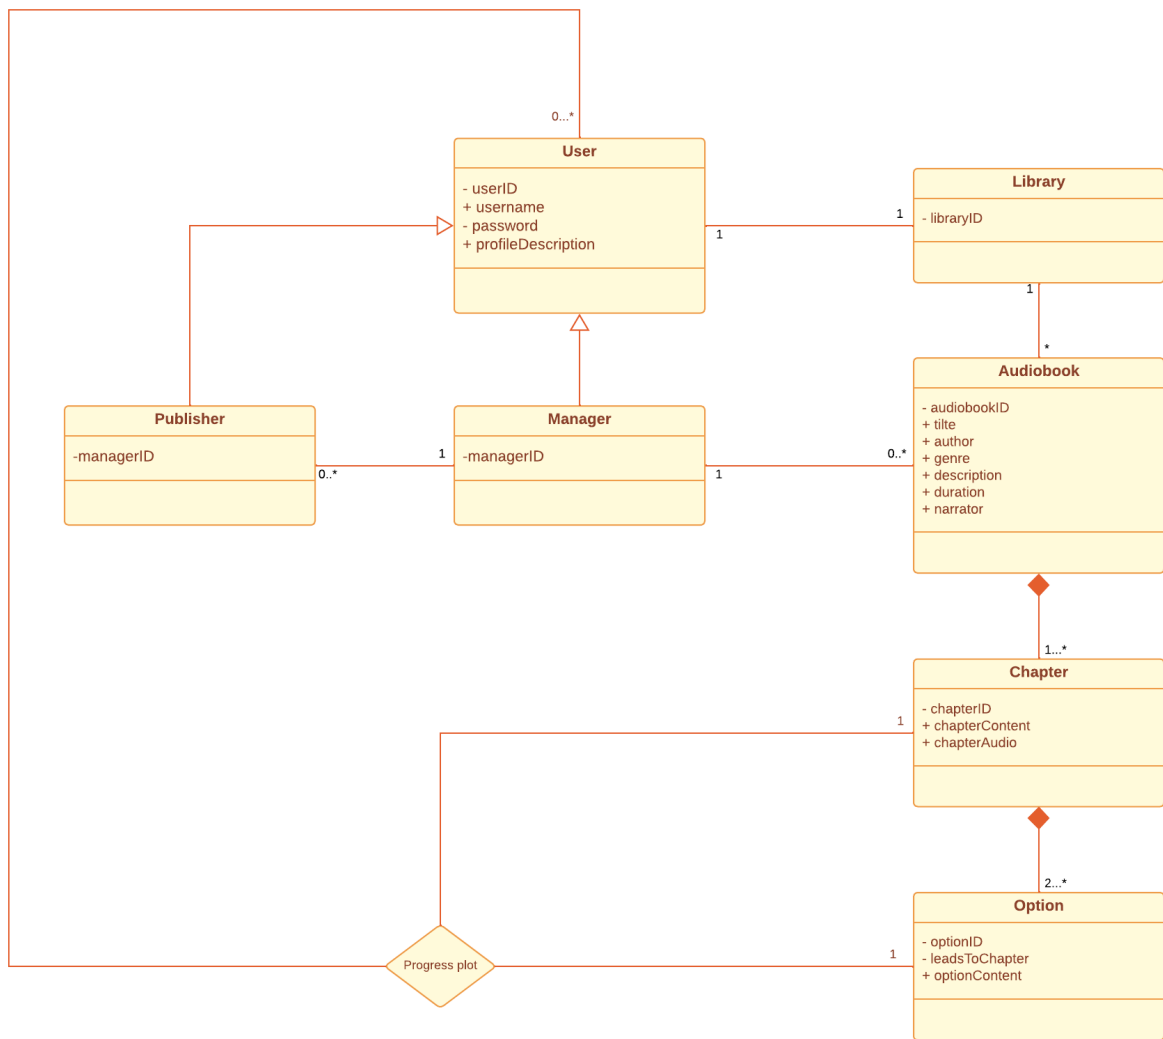 0...*
User
- userID
+ username
- password
+ profileDescription
1
1
Library
- libraryID
1
*
Audiobook
- audiobookID
+ tilte
+ author
+ genre
+ description
+ duration
+ narrator
Publisher
-managerID
0..*
1
Manager
-managerID
1
0..*
1...*
Chapter
- chapterID
+ chapterContent
+ chapterAudio
1
2...*
Option
- optionID
- leadsToChapter
+ optionContent
1
Progress plot